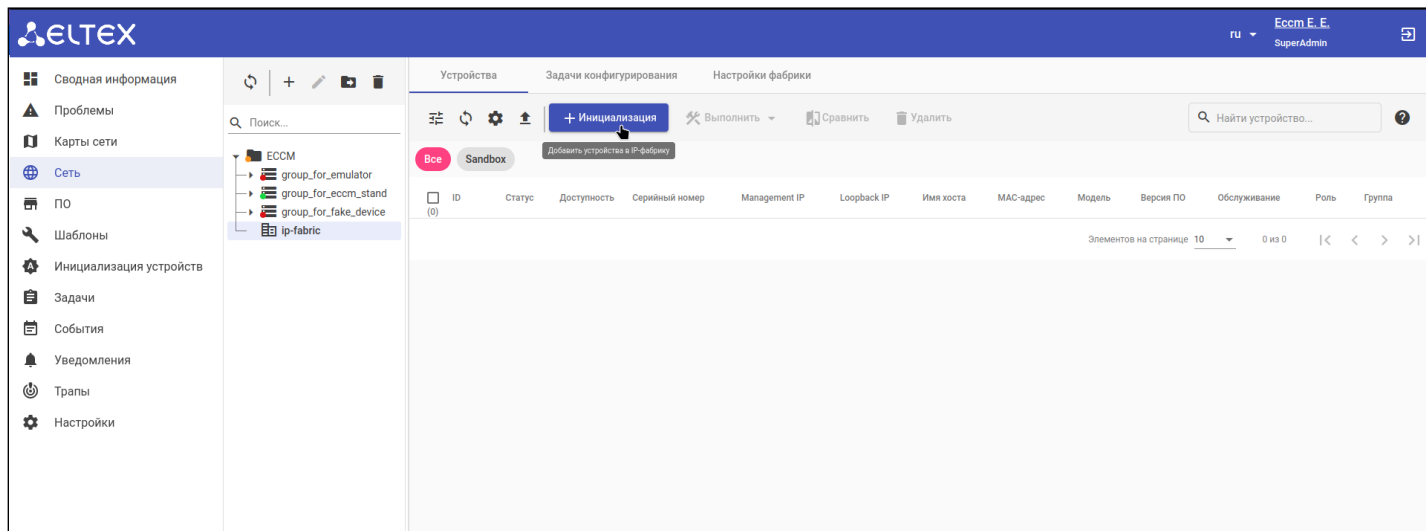 ELTEX
ru
Eccm E. E.
SuperAdmin
Сводная информация
Проблемы
Карты сети
Сеть
ПО
Шаблоны
Инициализация устройств
Задачи
События
Уведомления
Трапы
Настройки
Поиск...
ECCM
group_for_emulator
group_for_eccm_stand
group_for_fake_device
ip-fabric
Устройства Задачи конфигурирования Настройки фабрики
Инициализация Выполнить Сравнить Удалить Найти устройство...
Добавить устройства в IP-фабрику
Все Sandbox
ID Статус Доступность Серийный номер Management IP Loopback IP Имя хоста MAC-адрес Модель Версия ПО Обслуживание Роль Группа
(0)
Элементов на странице 10 0 из 0